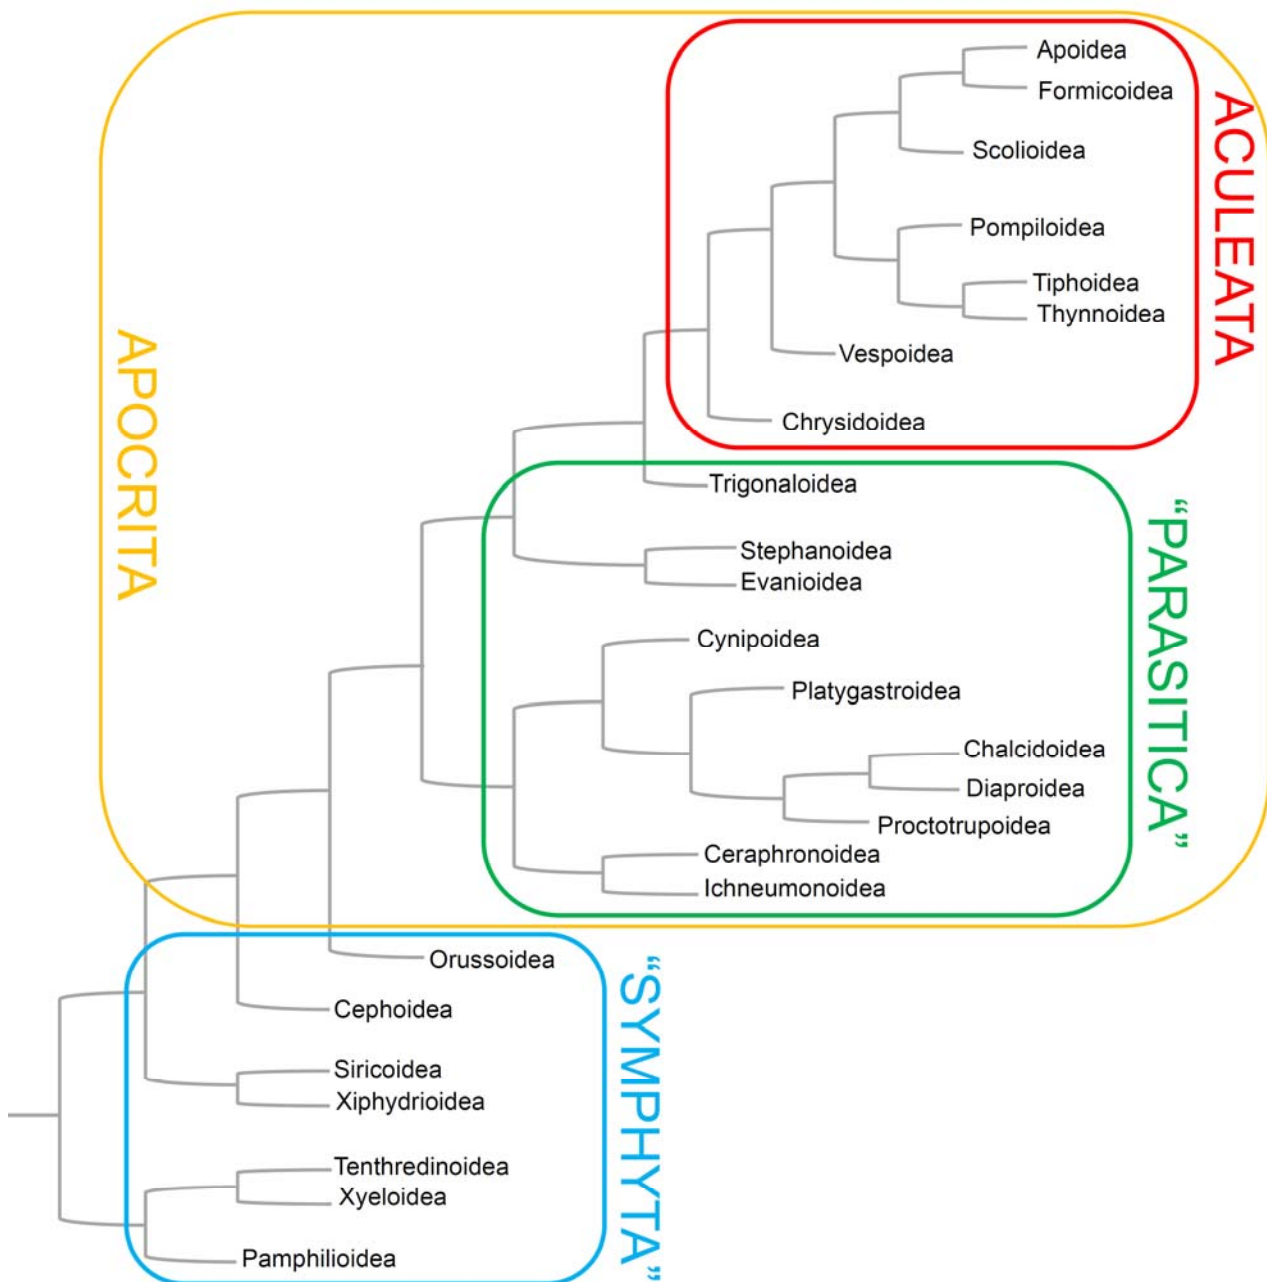 Apoidea
Formicoidea
Scolioidea
Pompiloidea
Tiphoidea
Thynnoidea
Vespoidea
Chrysidoidea
ACULEATA
Trigonaloidea
Stephanoidea
Evanioidea
Cynipoidea
Platygastroidea
Chalcidoidea
Diaproidea
Proctotrupoidea
Ceraphronoidea
Ichneumonoidea
“PARASITICA”
APOCRITA
Orussoidea
Cephoidea
Siricoidea
Xiphydrioidea
Tenthredinoidea
Xyeloidea
Pamphilioidea
“SYMPHYTA”